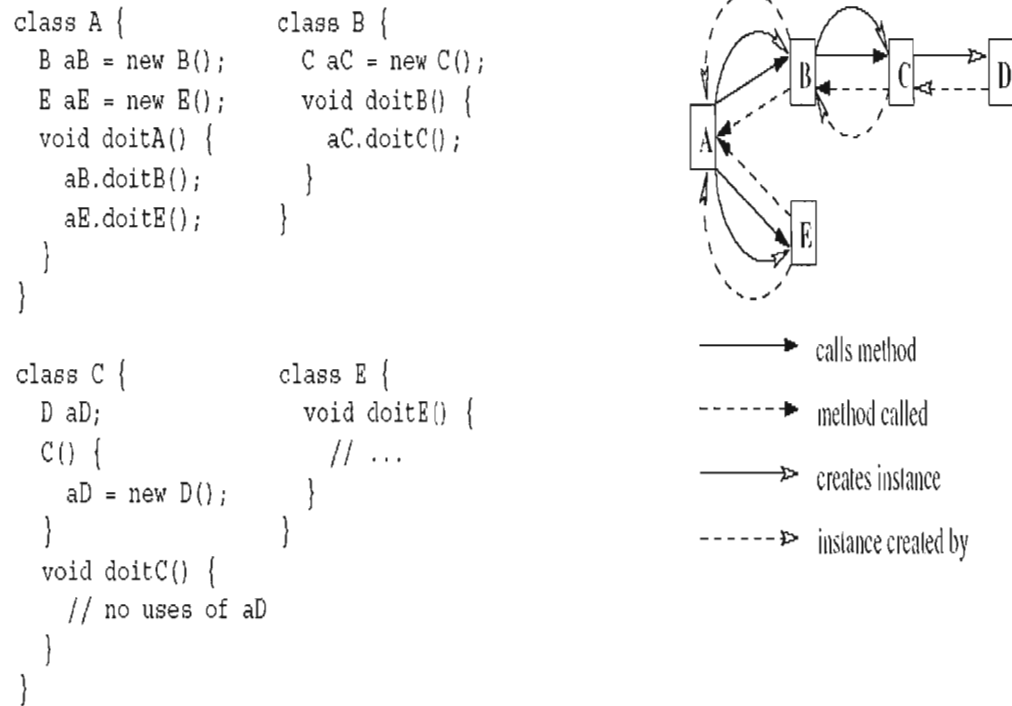 class A {
B aB = new B();
E aE = new E();
void doitA() {
aB.doitB();
aE.doitE();
}
}
class B {
C aC = new C();
void doitB() {
aC.doitC();
}
}
class C {
D aD;
C() {
aD = new D();
}
void doitC() {
// no uses of aD
}
}
class E {
void doitE() {
// ...
}
}
A
B
C
D
E
calls method
method called
creates instance
instance created by